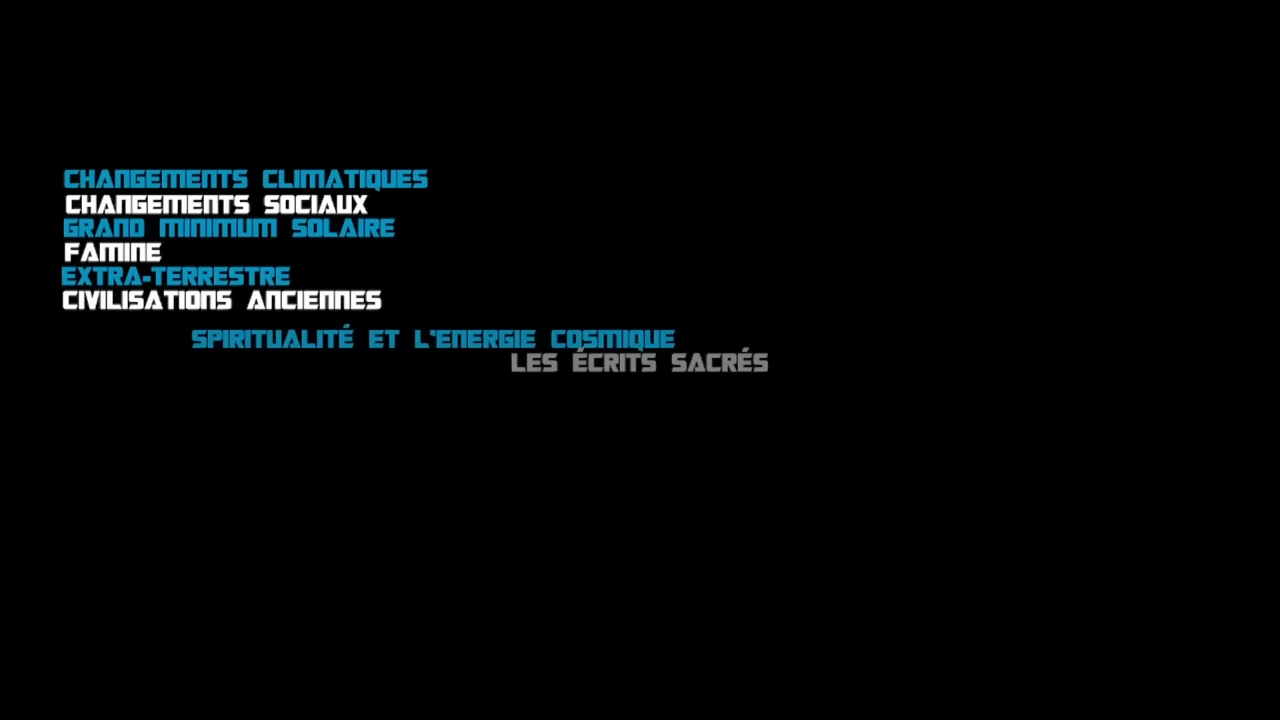 CHANGEMENTS CLIMATIQUES
CHANGEMENTS SOCIAUX
GRAND MINIMUM SOLAIRE
FAMINE
EXTRA-TERRESTRE
CIVILISATIONS ANCIENNES
SPIRITUALITÉ ET L'ENERGIE COSMIQUE
LES ÉCRITS SACRÉS